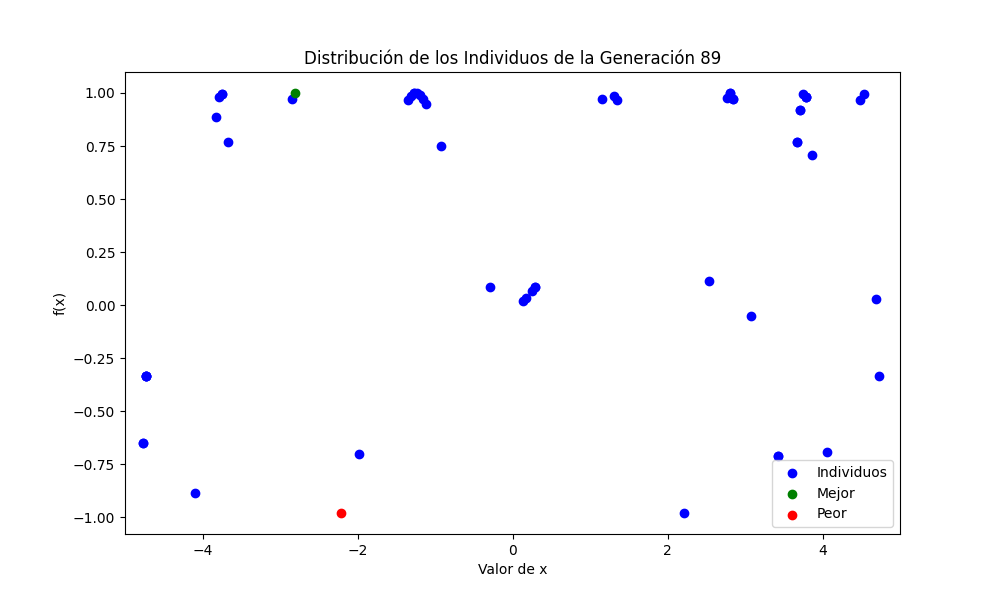 Distribución de los Individuos de la Generación 89
1.00
0.75
0.50
0.25
0.00
−0.25
−0.50
−0.75
−1.00
f(x)
−4
−2
0
2
4
Valor de x
Individuos
Mejor
Peor